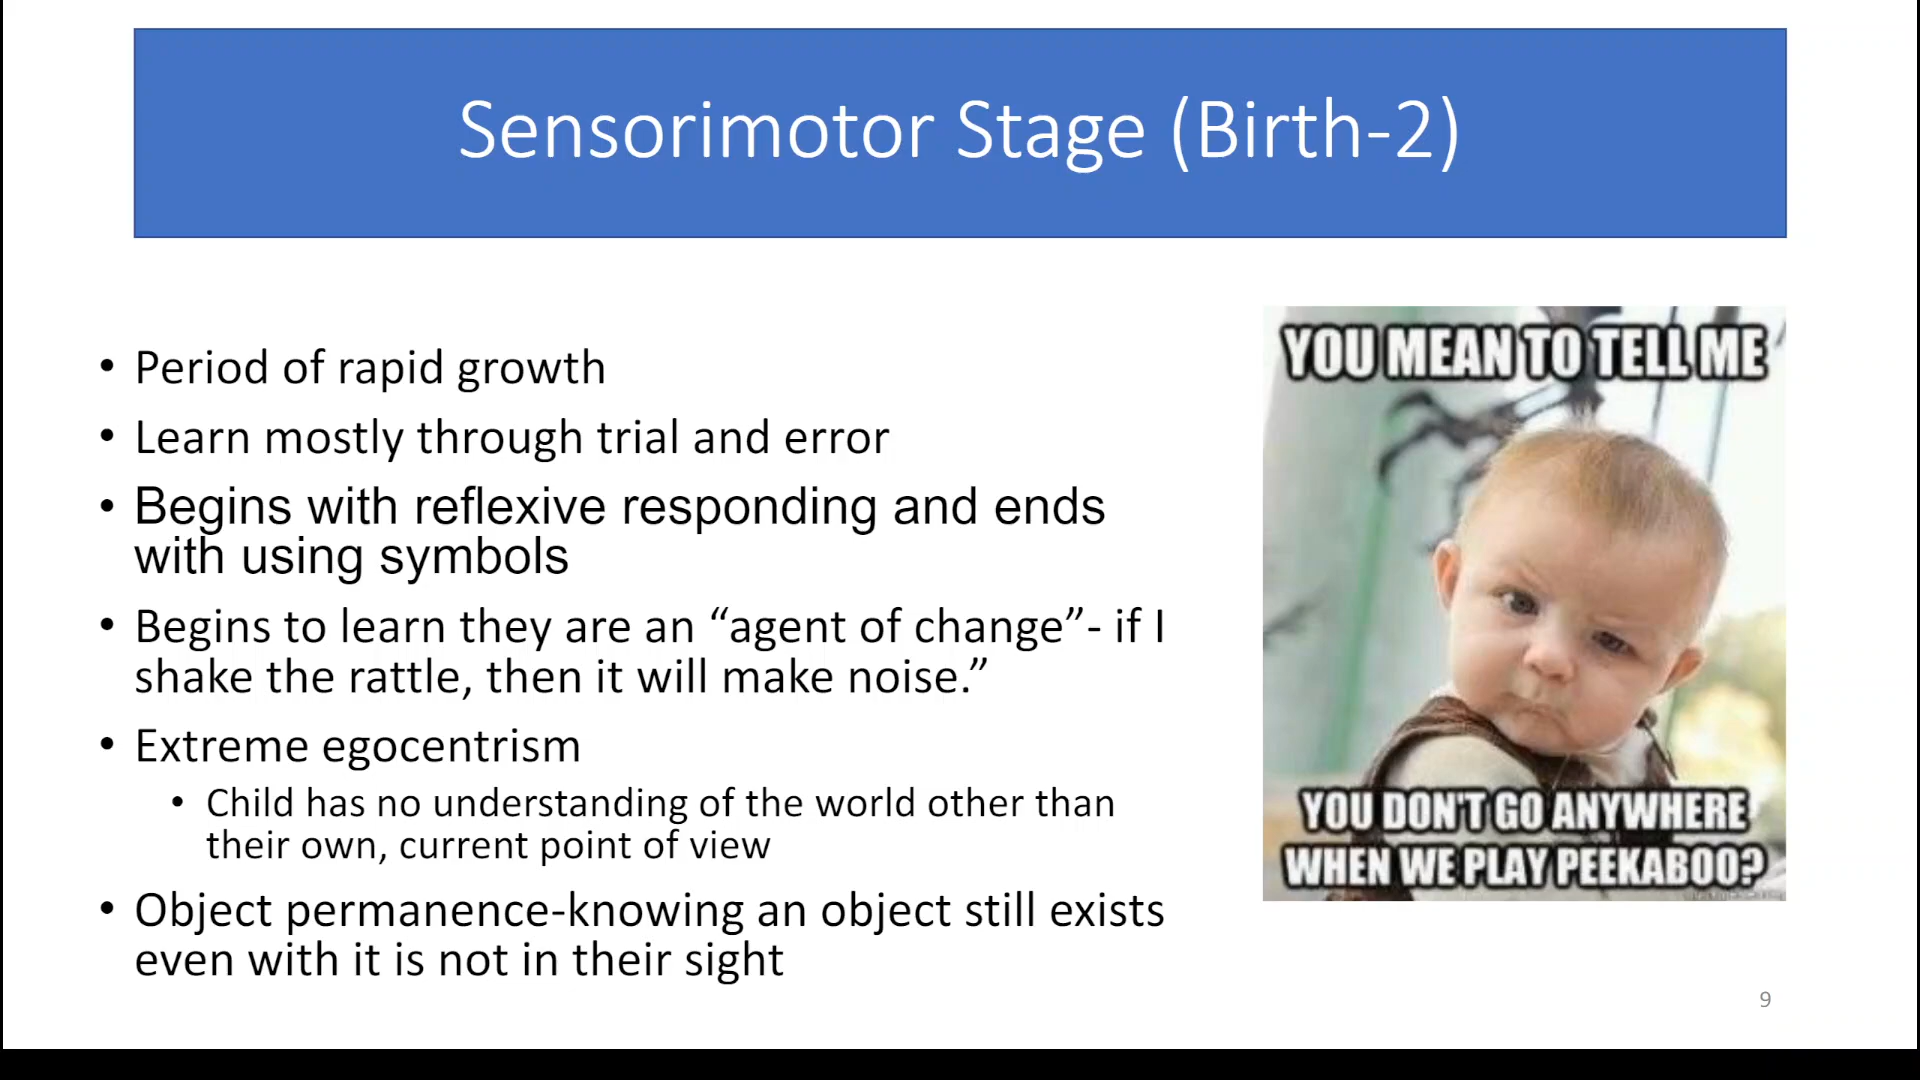 Sensorimotor Stage (Birth-2)
• Period of rapid growth
• Learn mostly through trial and error
• Begins with reflexive responding and ends
with using symbols
• Begins to learn they are an “agent of change”- if I
shake the rattle, then it will make noise.”
• Extreme egocentrism
• Child has no understanding of the world other than
their own, current point of view
• Object permanence-knowing an object still exists
even with it is not in their sight
YOU MEAN TO TELL ME
YOU DON'T GO ANYWHERE
WHEN WE PLAY PEEKABOO?
9